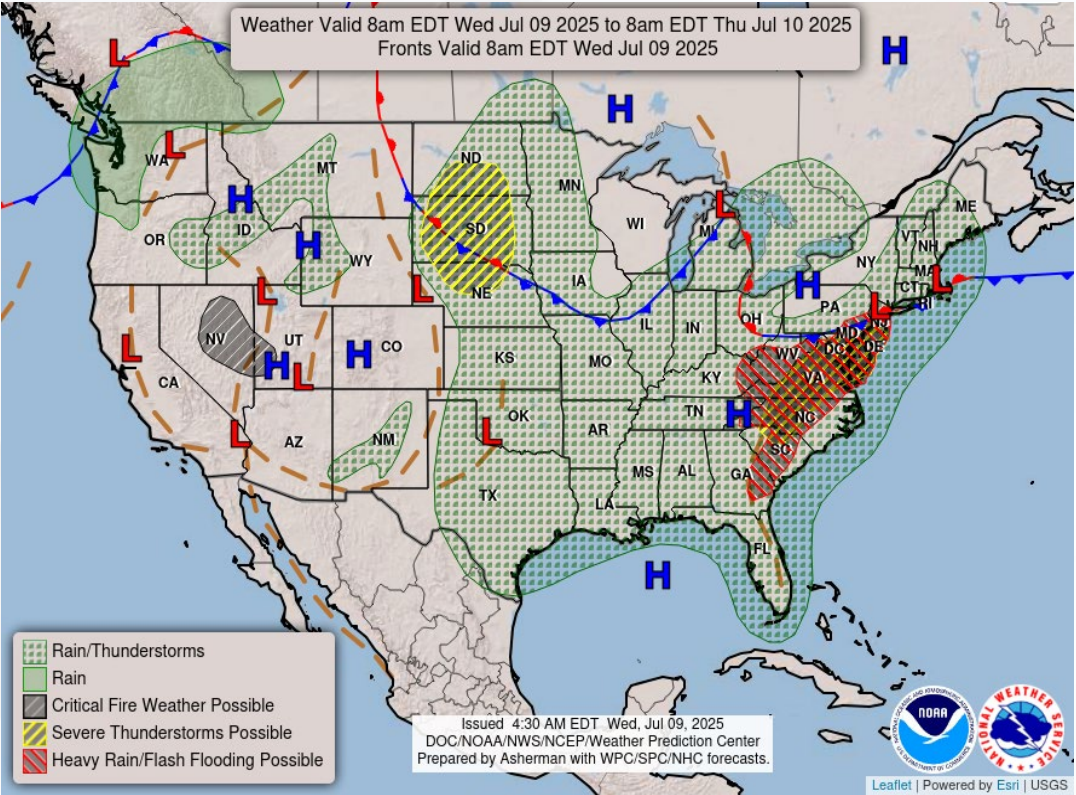 Weather Valid 8am EDT Wed Jul 09 2025 to 8am EDT Thu Jul 10 2025
Fronts Valid 8am EDT Wed Jul 09 2025
H
L
H
L
WA
MT
ND
MN
ME
H
L
OR
ID
H
WY
SD
WI
MI
VT
NH
NY
MA
CT
RI
L
L
L
NE
IA
H
PA
L
NJ
NV
UT
H
L
H
CO
IL
IN
OH
MD
DE
DC
WV
VA
L
CA
KS
MO
KY
L
AZ
NM
OK
L
AR
TN
H
NC
SC
TX
LA
MS
AL
GA
FL
H
Rain/Thunderstorms
Rain
Critical Fire Weather Possible
Severe Thunderstorms Possible
Heavy Rain/Flash Flooding Possible
Issued 4:30 AM EDT Wed, Jul 09, 2025
DOC/NOAA/NWS/NCEP/Weather Prediction Center
Prepared by Asherman with WPC/SPC/NHC forecasts.
NOAA
NATIONAL WEATHER SERVICE
Leaflet | Powered by Esri | USGS